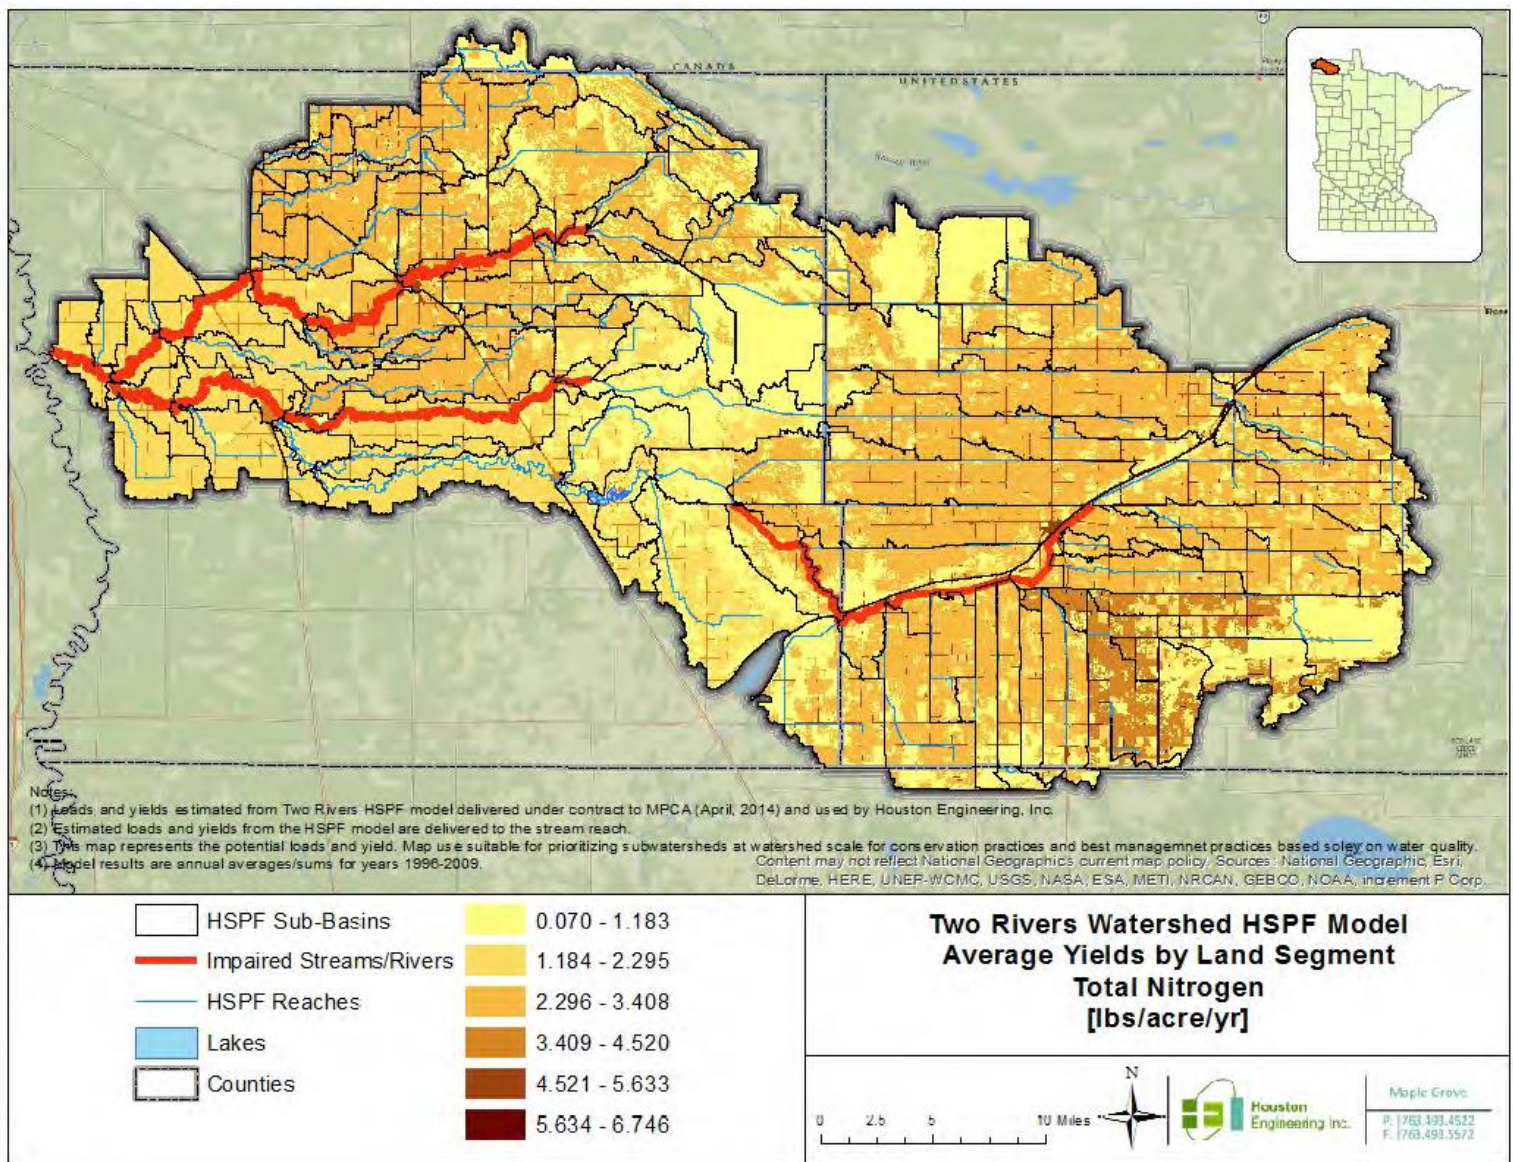 CANADA
UNITED STATES
Notes:
(1) Loads and yields estimated from Two Rivers HSPF model delivered under contract to MPCA (April, 2014) and used by Houston Engineering, Inc.
(2) Estimated loads and yields from the HSPF model are delivered to the stream reach.
(3) This map represents the potential loads and yield. Map use suitable for prioritizing subwatersheds at watershed scale for conservation practices and best managemnet practices based soley on water quality.
(4) Model results are annual averages/sums for years 1996-2009.
Content may not reflect National Geographic's current map policy. Sources: National Geographic, Esri,
DeLorme, HERE, UNEP-WCMC, USGS, NASA, ESA, METI, NRCAN, GEBCO, NOAA, increment P Corp.
HSPF Sub-Basins
Impaired Streams/Rivers
HSPF Reaches
Lakes
Counties
0.070 - 1.183
1.184 - 2.295
2.296 - 3.408
3.409 - 4.520
4.521 - 5.633
5.634 - 6.746
Two Rivers Watershed HSPF Model
Average Yields by Land Segment
Total Nitrogen
[lbs/acre/yr]
0 2.5 5 10 Miles
N
Houston
Engineering Inc.
Maple Grove
P: 763.493.4522
F: 763.493.5572